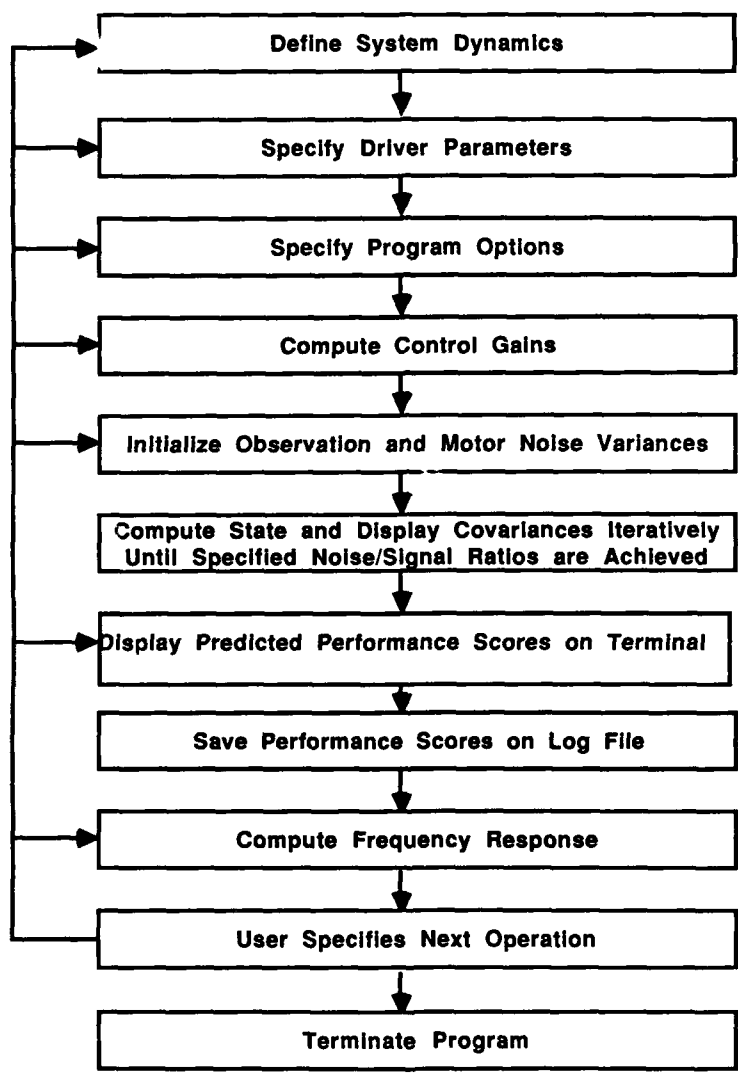 Define System Dynamics
Specify Driver Parameters
Specify Program Options
Compute Control Gains
Initialize Observation and Motor Noise Variances
Compute State and Display Covariances Iteratively
Until Specified Noise/Signal Ratios are Achieved
Display Predicted Performance Scores on Terminal
Save Performance Scores on Log File
Compute Frequency Response
User Specifies Next Operation
Terminate Program